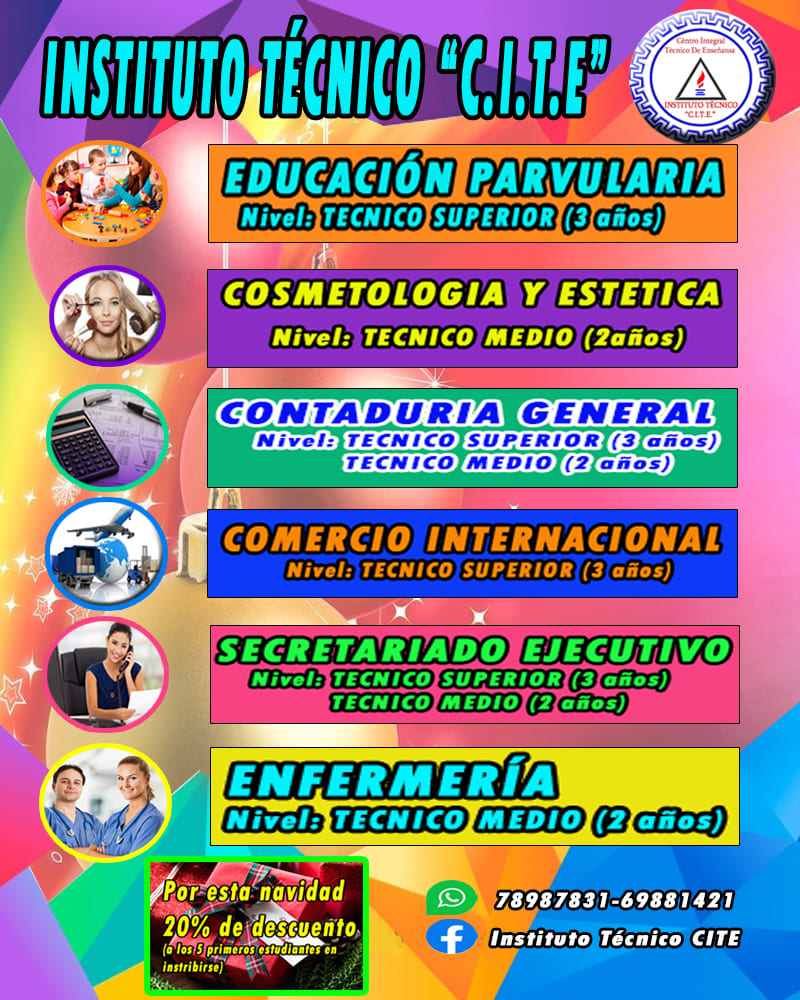 INSTITUTO TÉCNICO “C.I.T.E”
Céntro Integral
Técnico De Enseñansa
INSTITUTO TÉCNICO
"C.I.T.E."
EDUCACIÓN PARVULARIA
Nivel: TECNICO SUPERIOR (3 años)
COSMETOLOGIA Y ESTETICA
Nivel: TECNICO MEDIO (2años)
CONTADURIA GENERAL
Nivel: TECNICO SUPERIOR (3 años)
TECNICO MEDIO (2 años)
COMERCIO INTERNACIONAL
Nivel: TECNICO SUPERIOR (3 años)
SECRETARIADO EJECUTIVO
Nivel: TECNICO SUPERIOR (3 años)
TECNICO MEDIO (2 años)
ENFERMERÍA
Nivel: TECNICO MEDIO (2 años)
Por esta navidad
20% de descuento
(a los 5 primeros estudiantes en
instribirse)
78987831-69881421
Instituto Técnico CITE